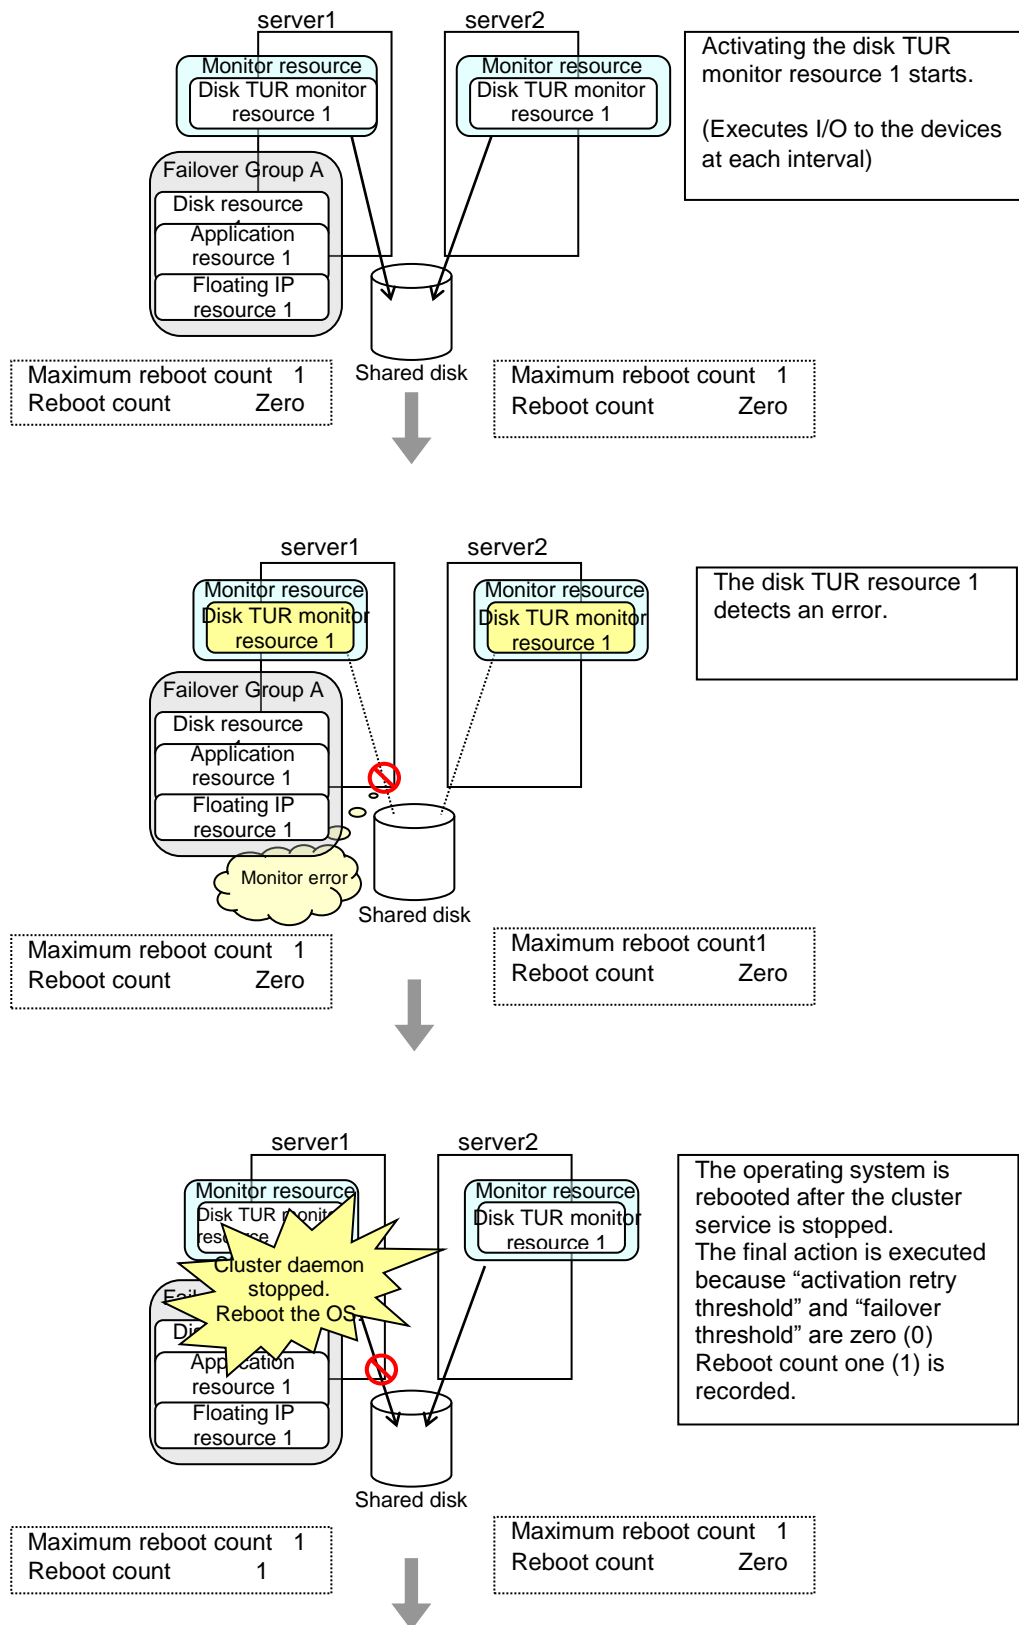 server1
server2
Monitor resource
Disk TUR monitor
resource 1
Monitor resource
Disk TUR monitor
resource 1
Activating the disk TUR
monitor resource 1 starts.
(Executes I/O to the devices
at each interval)
Failover Group A
Disk resource
Application
resource 1
Floating IP
resource 1
Shared disk
Maximum reboot count 1
Reboot count Zero
Maximum reboot count 1
Reboot count Zero
server1
server2
Monitor resource
Disk TUR monitor
resource 1
Monitor resource
Disk TUR monitor
resource 1
The disk TUR resource 1
detects an error.
Failover Group A
Disk resource
Application
resource 1
Floating IP
resource 1
Monitor error
Shared disk
Maximum reboot count 1
Reboot count Zero
Maximum reboot count1
Reboot count Zero
server1
server2
Monitor resource
Disk TUR monitor
Monitor resource
Disk TUR monitor
resource 1
Cluster daemon
stopped.
Reboot the OS.
The operating system is
rebooted after the cluster
service is stopped.
The final action is executed
because “activation retry
threshold” and “failover
threshold” are zero (0)
Reboot count one (1) is
recorded.
Application
resource 1
Floating IP
resource 1
Shared disk
Maximum reboot count 1
Reboot count 1
Maximum reboot count 1
Reboot count Zero